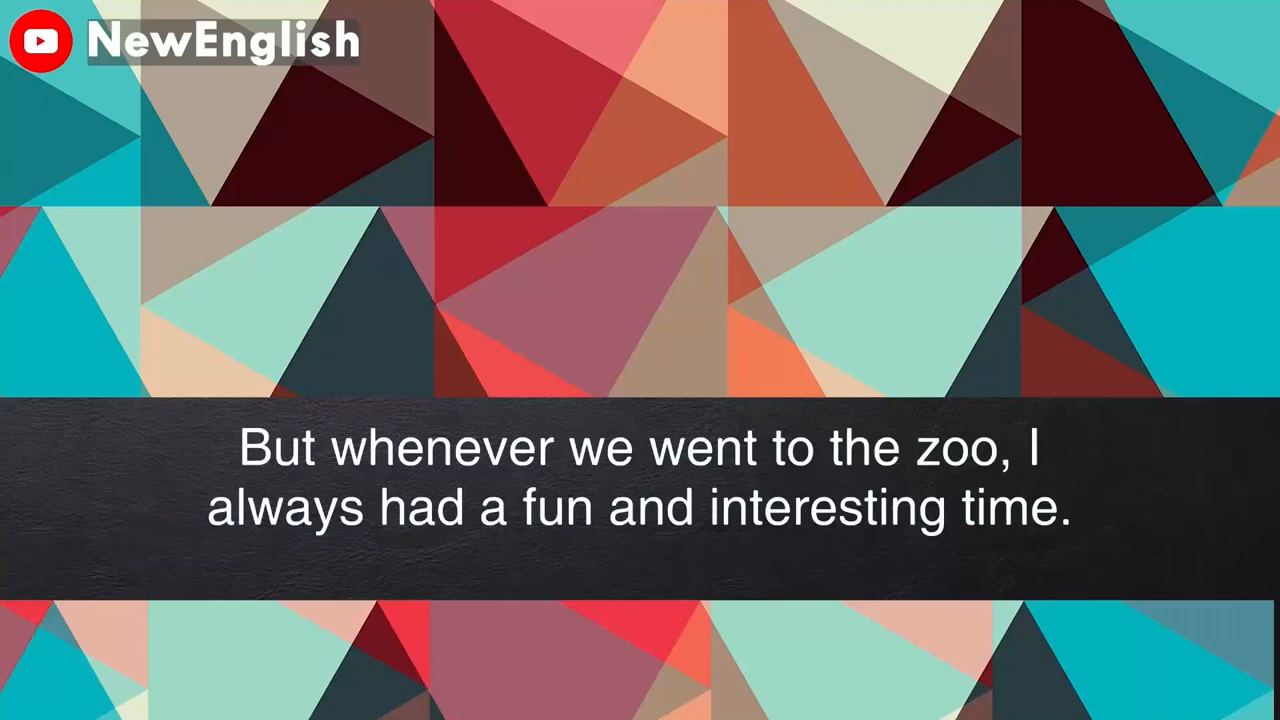 NewEnglish
But whenever we went to the zoo, I
always had a fun and interesting time.